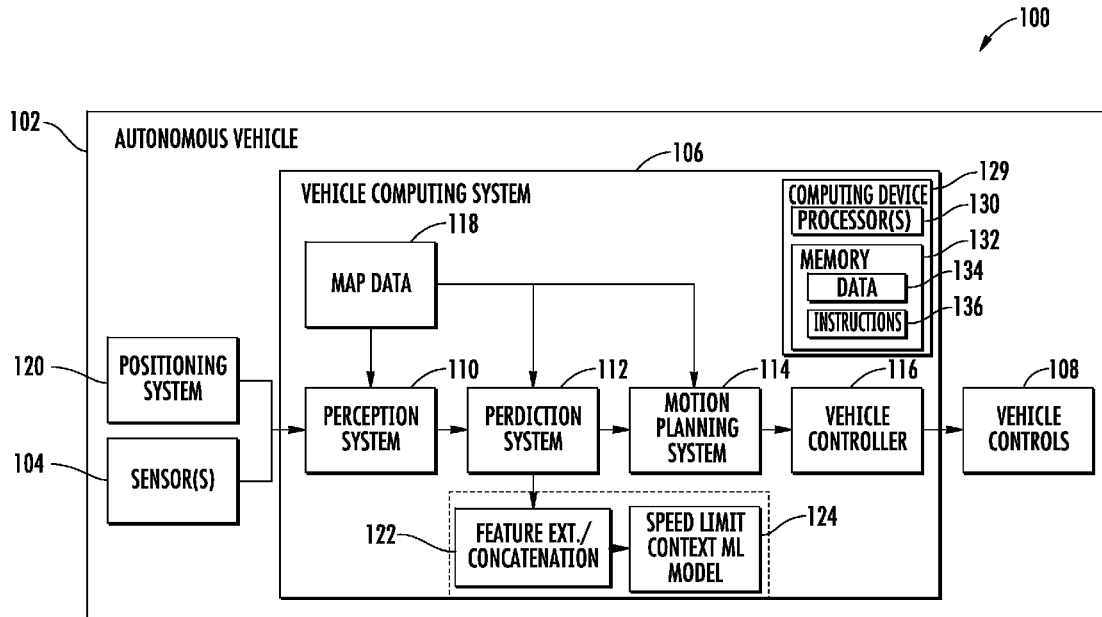 100
102
AUTONOMOUS VEHICLE
106
VEHICLE COMPUTING SYSTEM
129
COMPUTING DEVICE
130
PROCESSOR(S)
132
MEMORY
134
DATA
136
INSTRUCTIONS
118
MAP DATA
120
POSITIONING
SYSTEM
104
SENSOR(S)
110
PERCEPTION
SYSTEM
112
PERDICTION
SYSTEM
114
MOTION
PLANNING
SYSTEM
116
VEHICLE
CONTROLLER
108
VEHICLE
CONTROLS
122
FEATURE EXT./
CONCATENATION
124
SPEED LIMIT
CONTEXT ML
MODEL